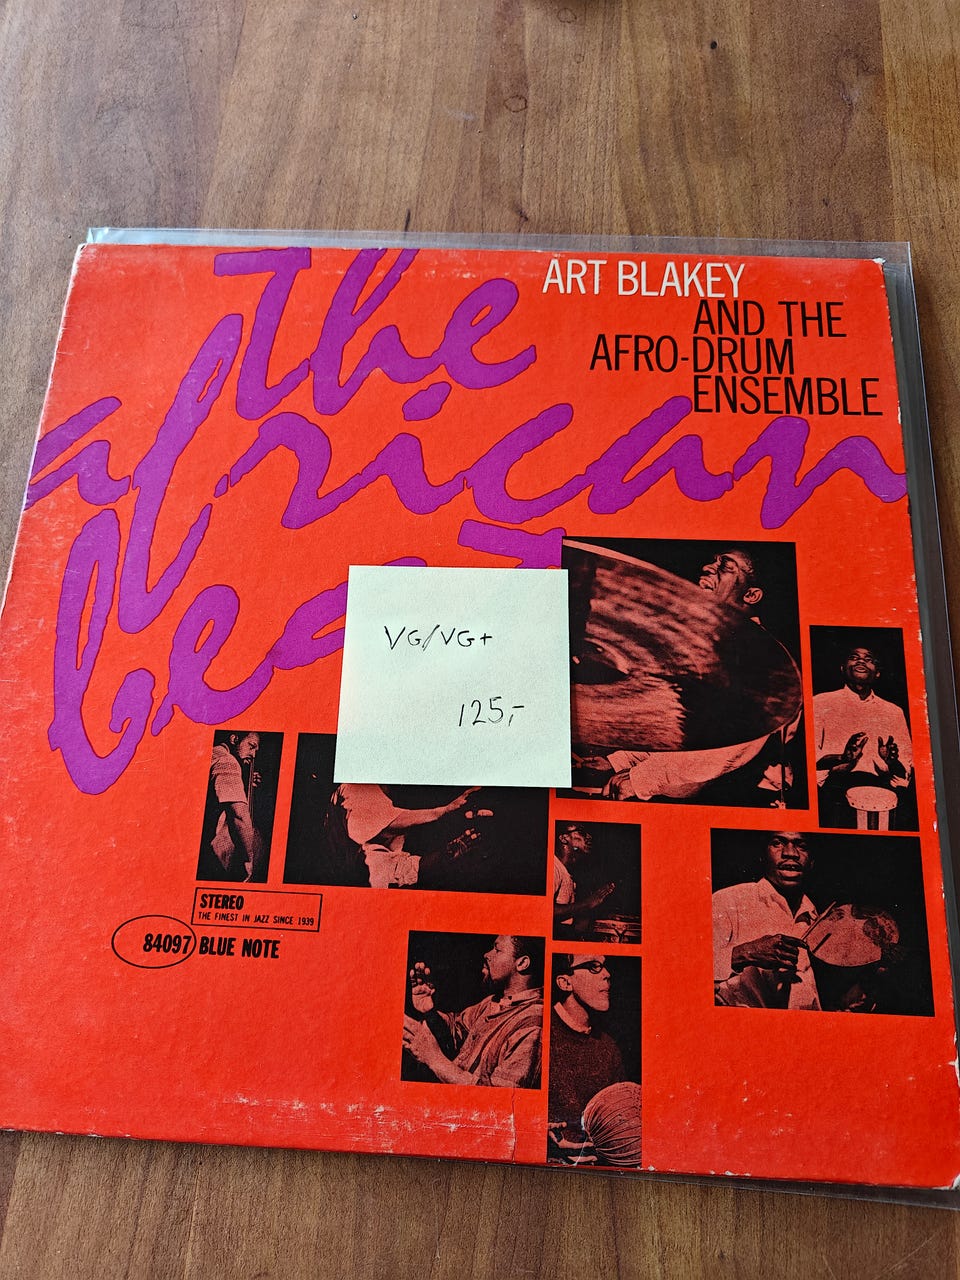 the
african
beat
ART BLAKEY
AND THE
AFRO-DRUM
ENSEMBLE
VG/VG+
125,-
STEREO
THE FINEST IN JAZZ SINCE 1939
84097 BLUE NOTE